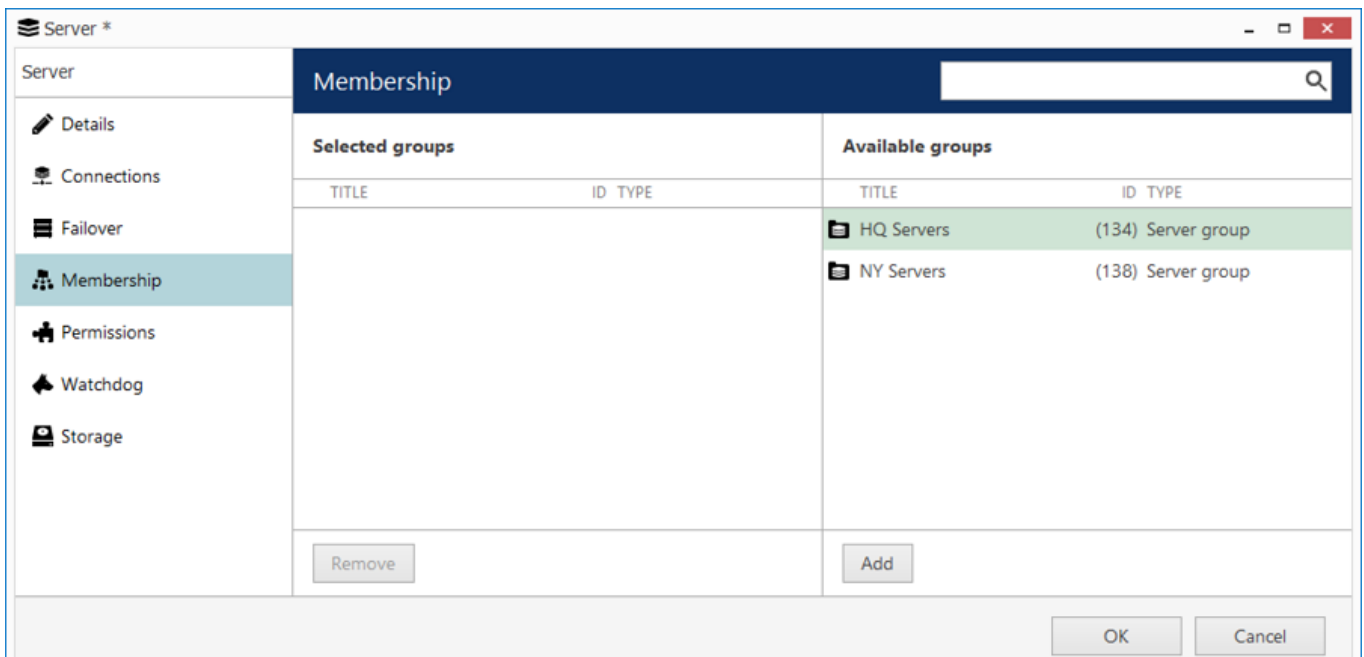 Server *
Server
Details
Connections
Failover
Membership
Permissions
Watchdog
Storage
Membership
Selected groups
TITLE ID TYPE
Remove
Available groups
TITLE ID TYPE
HQ Servers (134) Server group
NY Servers (138) Server group
Add
OK Cancel